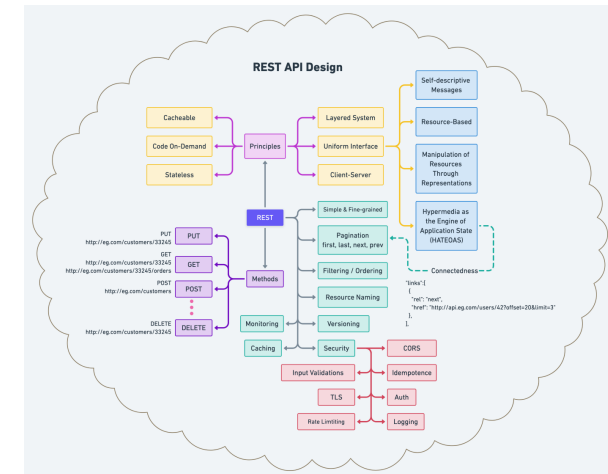 REST API Design
Self-descriptive
Messages
Cacheable
Layered System
Resource-Based
Code On-Demand
Principles
Uniform Interface
Manipulation of
Resources
Through
Representations
Stateless
Client-Server
Hypermedia as
the Engine of
Application State
(HATEOAS)
REST
Simple & Fine-grained
Pagination
first, last, next, prev
Connectedness
PUT
http://eg.com/customers/33245
PUT
GET
http://eg.com/customers/33245
http://eg.com/customers/33245/orders
GET
Methods
Filtering / Ordering
POST
http://eg.com/customers
POST
Resource Naming
"links":[
{
"rel": "next",
"href": "http://api.eg.com/users/42?offset=20&limit=3"
},
],
DELETE
http://eg.com/customers/33245
DELETE
Monitoring
Versioning
Caching
Security
CORS
Input Validations
Idempotence
TLS
Auth
Rate Limtiting
Logging